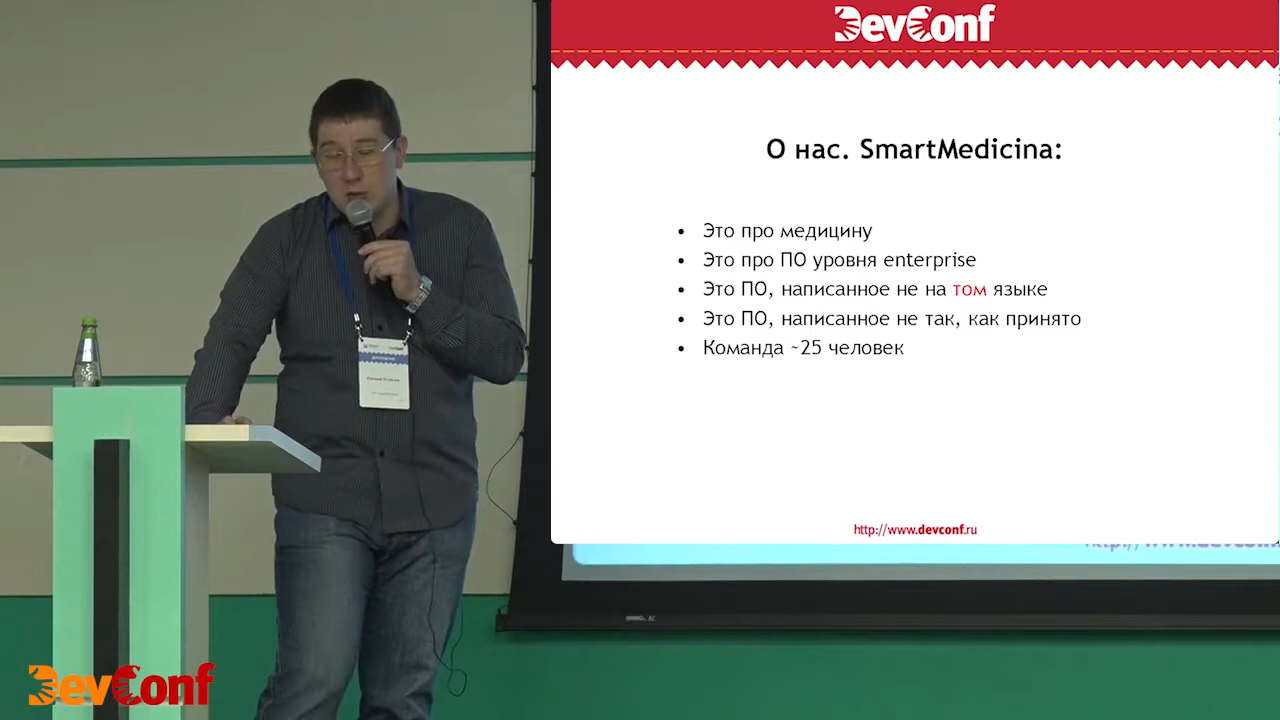 DevConf
О нас. SmartMedicina:
• Это про медицину
• Это про ПО уровня enterprise
• Это ПО, написанное не на том языке
• Это ПО, написанное не так, как принято
• Команда ~25 человек
http://www.devconf.ru
DevConf